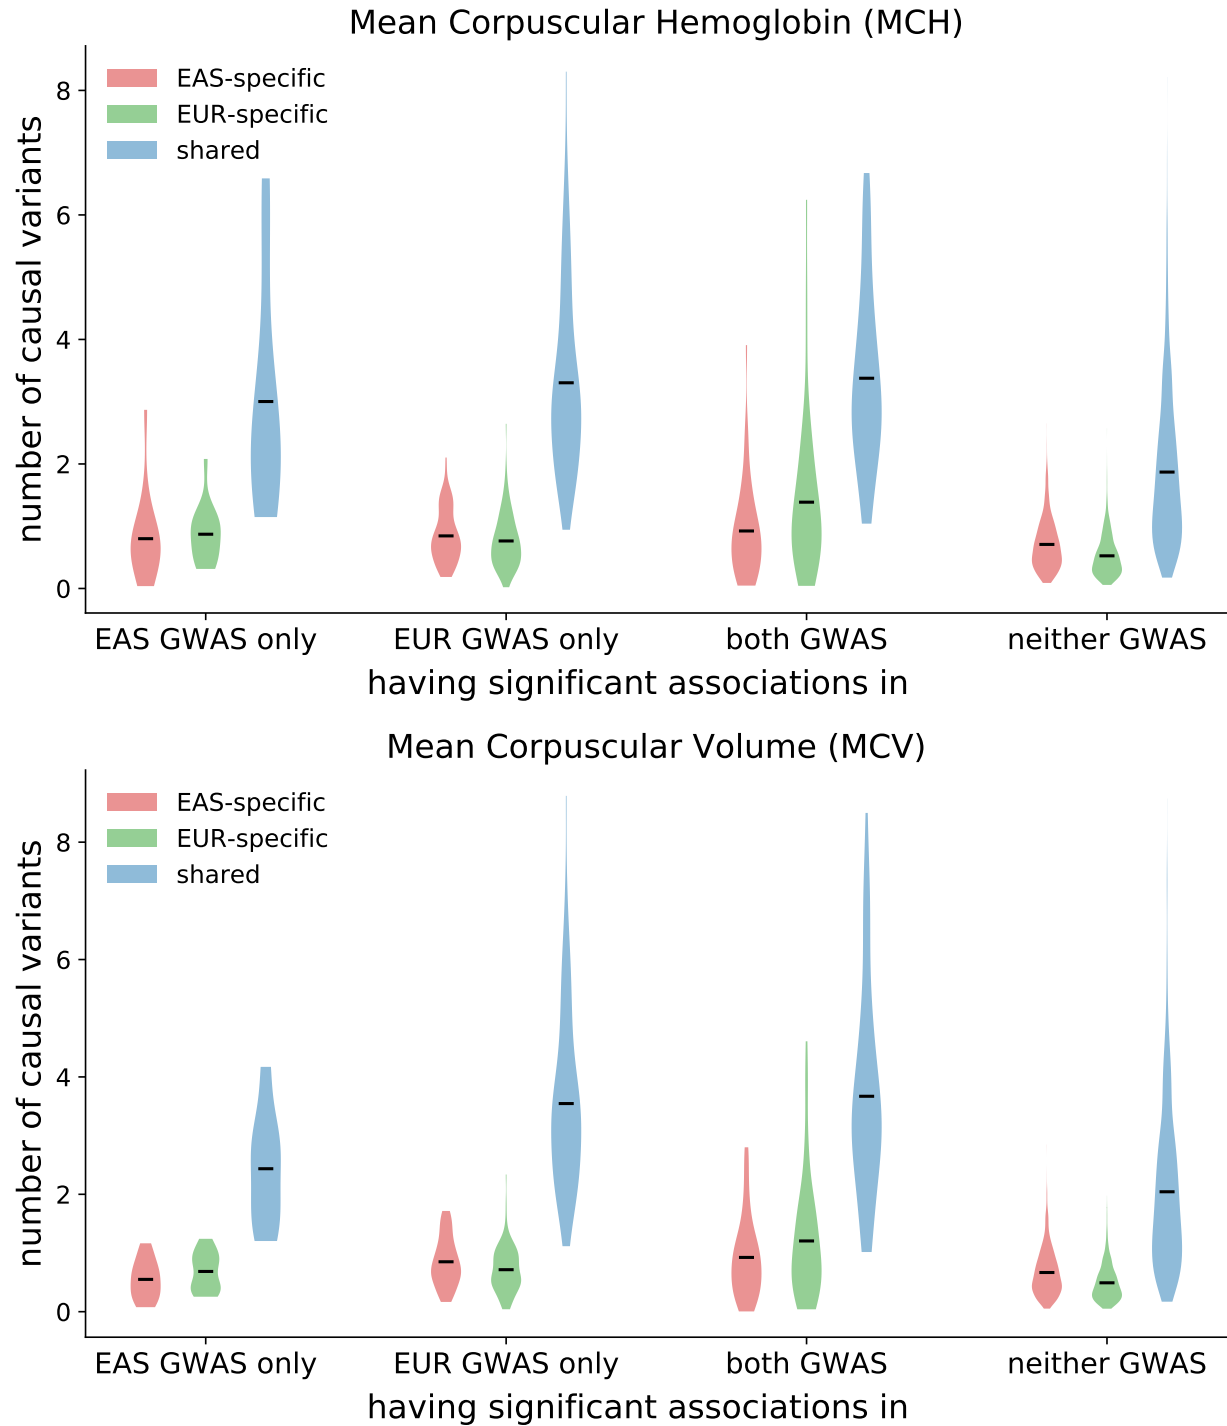 Mean Corpuscular Hemoglobin (MCH)
EAS-specific
EUR-specific
shared
number of causal variants
8
6
4
2
0
EAS GWAS only
EUR GWAS only
both GWAS
neither GWAS
having significant associations in
Mean Corpuscular Volume (MCV)
EAS-specific
EUR-specific
shared
number of causal variants
8
6
4
2
0
EAS GWAS only
EUR GWAS only
both GWAS
neither GWAS
having significant associations in